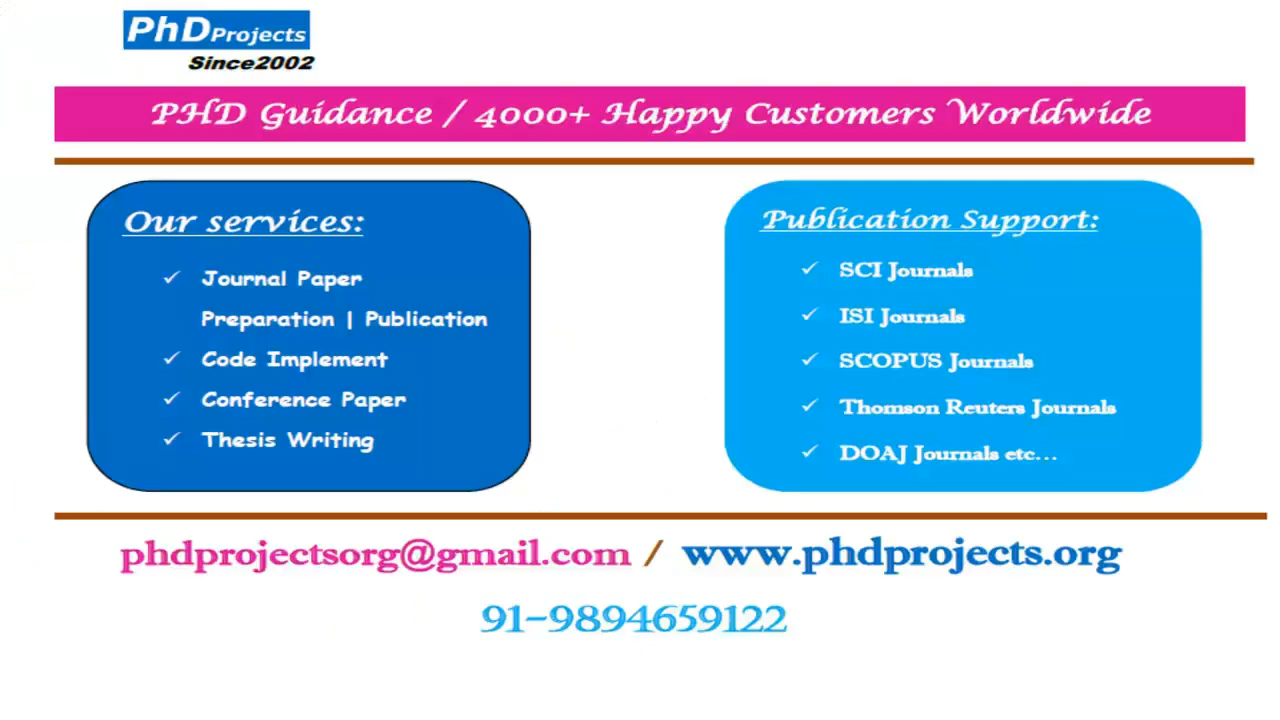 PhDProjects
Since2002
PHD Guidance / 4000+ Happy Customers Worldwide
Our services:
✓ Journal Paper
Preparation | Publication
✓ Code Implement
✓ Conference Paper
✓ Thesis Writing
Publication Support:
✓ SCI Journals
✓ ISI Journals
✓ SCOPUS Journals
✓ Thomson Reuters Journals
✓ DOAJ Journals etc...
phdprojectsorg@gmail.com / www.phdprojects.org
91-9894659122